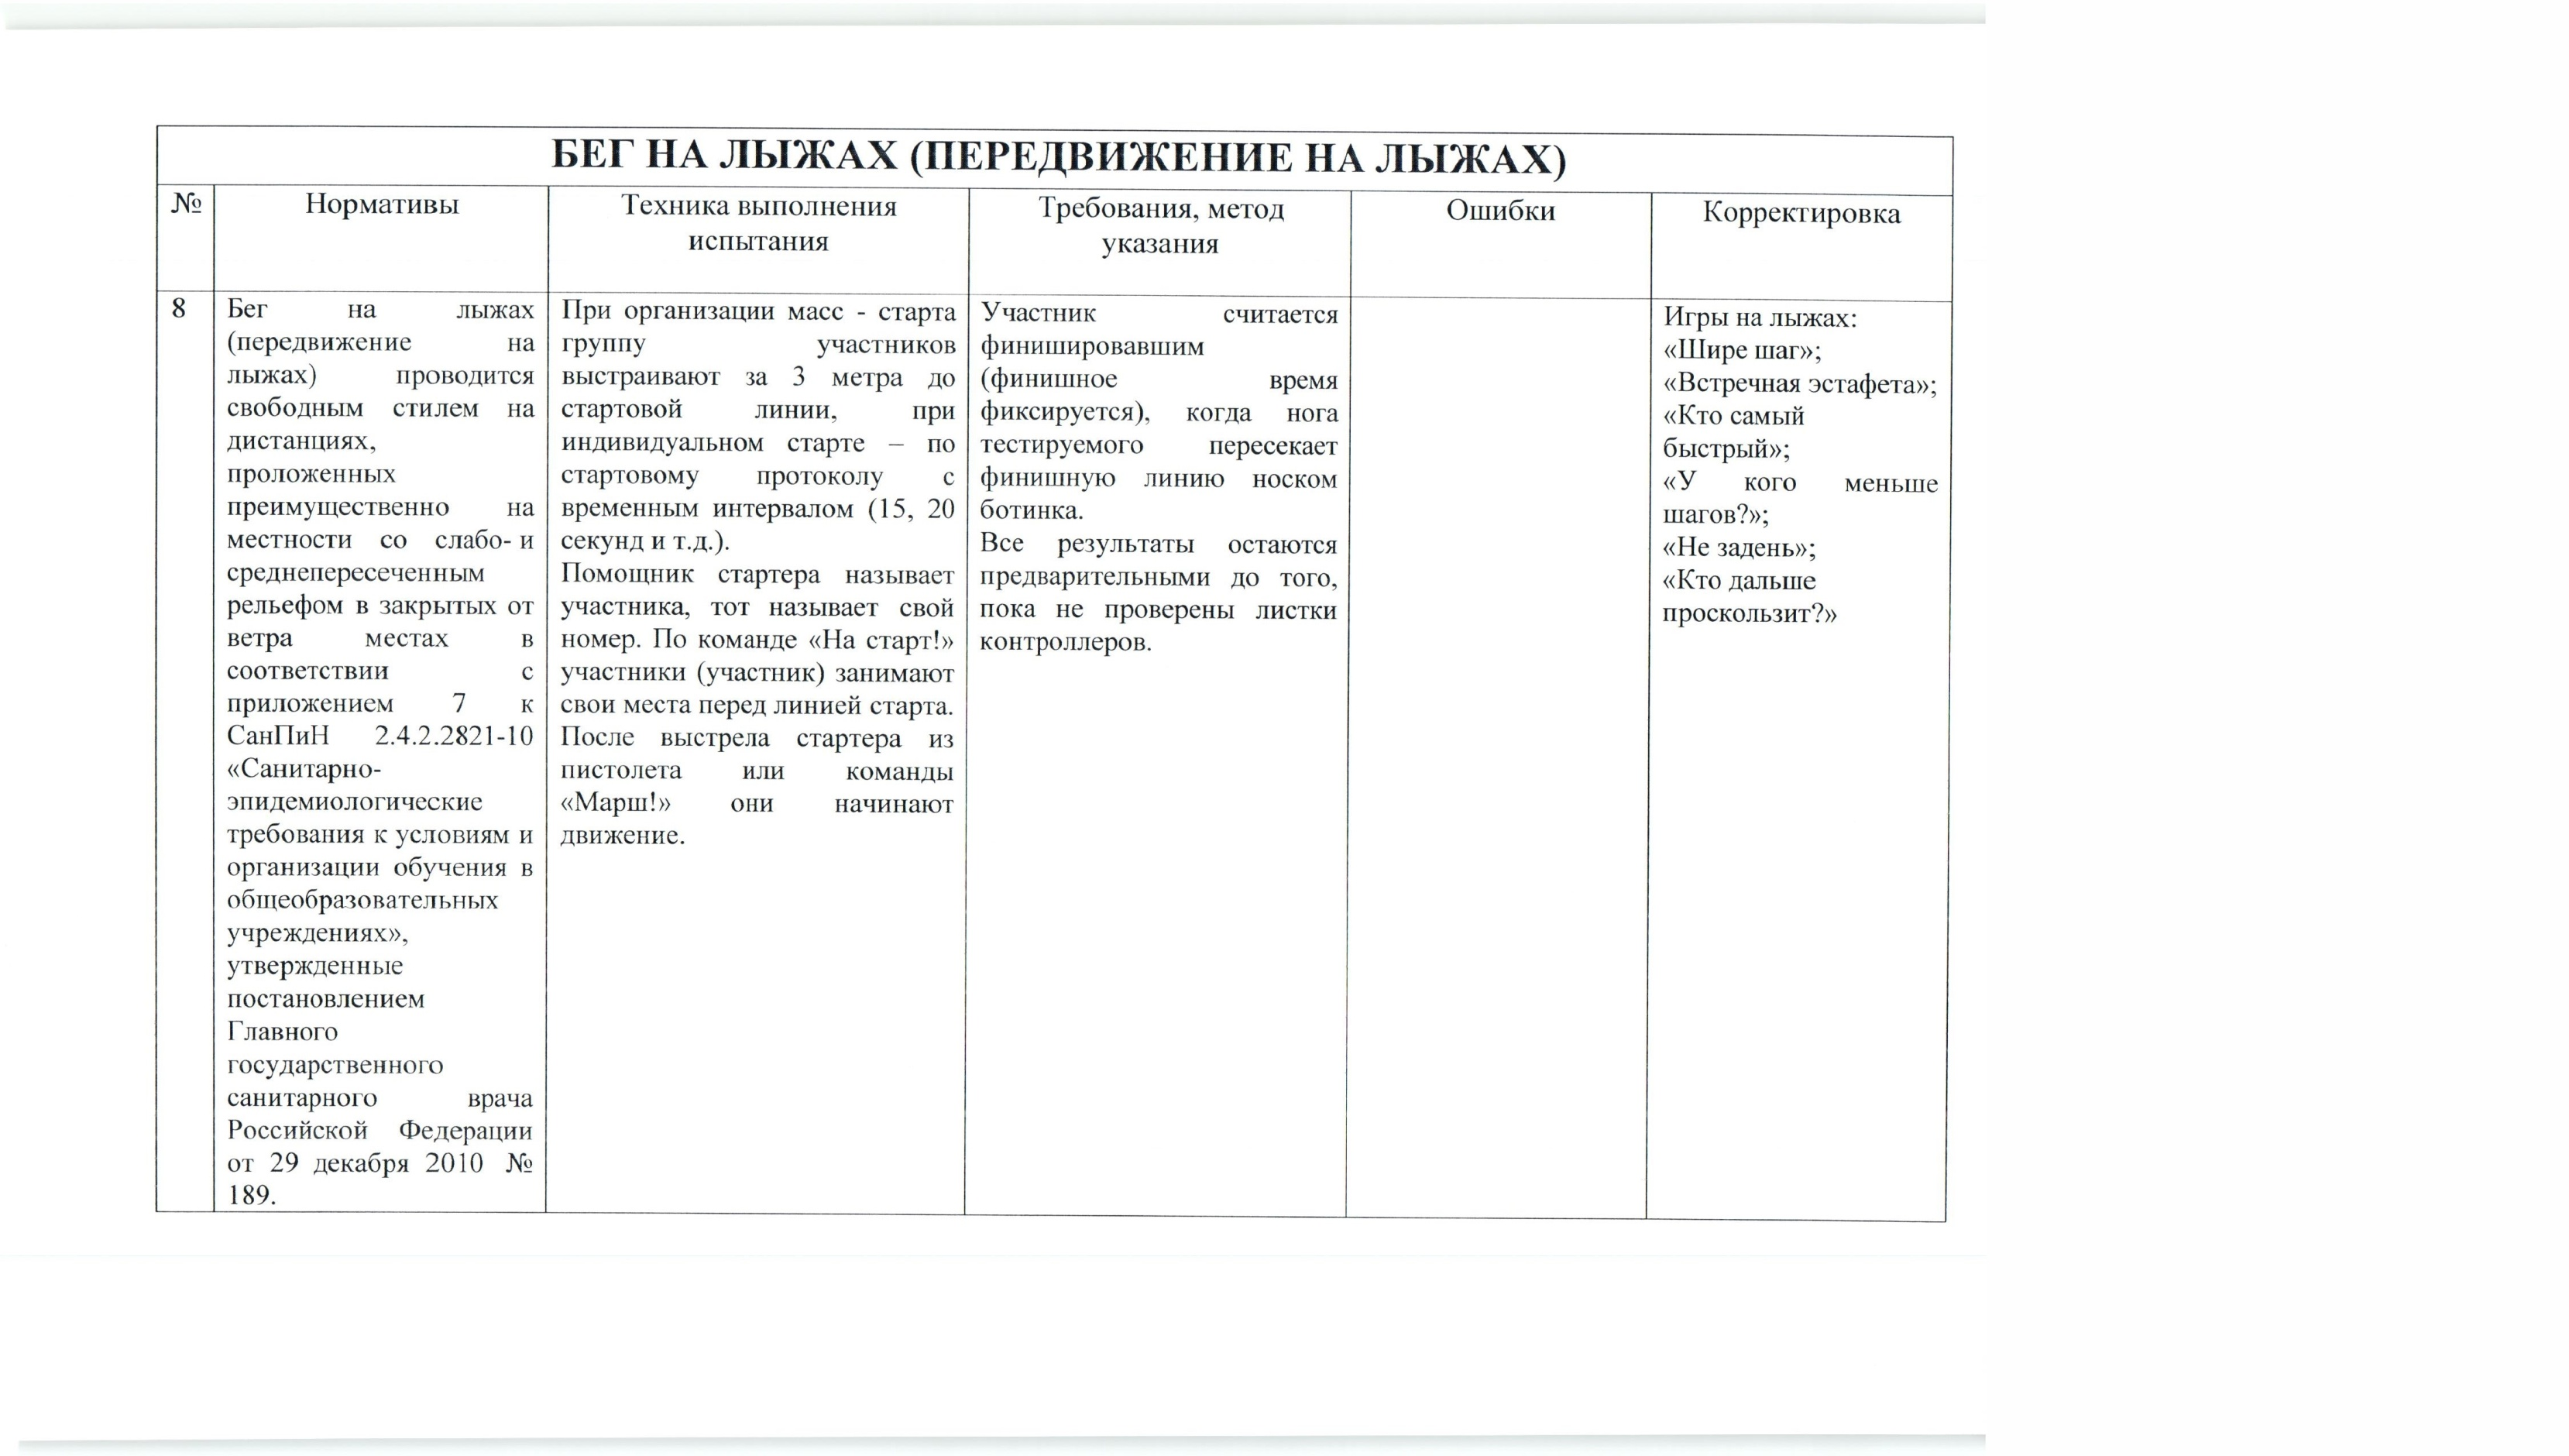 БЕГ НА ЛЫЖАХ (ПЕРЕДВИЖЕНИЕ НА ЛЫЖАХ)
№
Нормативы
Техника выполнения
испытания
Требования, метод
указания
Ошибки
Корректировка
8
Бег на лыжах
(передвижение на
лыжах) проводится
свободным стилем на
дистанциях,
проложенных
преимущественно на
местности со слабо- и
среднепересеченным
рельефом в закрытых от
ветра местах в
соответствии с
приложением 7 к
СанПиН 2.4.2.2821-10
«Санитарно-
эпидемиологические
требования к условиям и
организации обучения в
общеобразовательных
учреждениях»,
утвержденные
постановлением
Главного
государственного
санитарного врача
Российской Федерации
от 29 декабря 2010 №
189.
При организации масс - старта
группу участников
выстраивают за 3 метра до
стартовой линии, при
индивидуальном старте – по
стартовому протоколу с
временным интервалом (15, 20
секунд и т.д.).
Помощник стартера называет
участника, тот называет свой
номер. По команде «На старт!»
участники (участник) занимают
свои места перед линией старта.
После выстрела стартера из
пистолета или команды
«Марш!» они начинают
движение.
Участник считается
финишировавшим
(финишное время
фиксируется), когда нога
тестируемого пересекает
финишную линию носком
ботинка.
Все результаты остаются
предварительными до того,
пока не проверены листки
контроллеров.
Игры на лыжах:
«Шире шаг»;
«Встречная эстафета»;
«Кто самый
быстрый»;
«У кого меньше
шагов?»;
«Не задень»;
«Кто дальше
проскользит?»